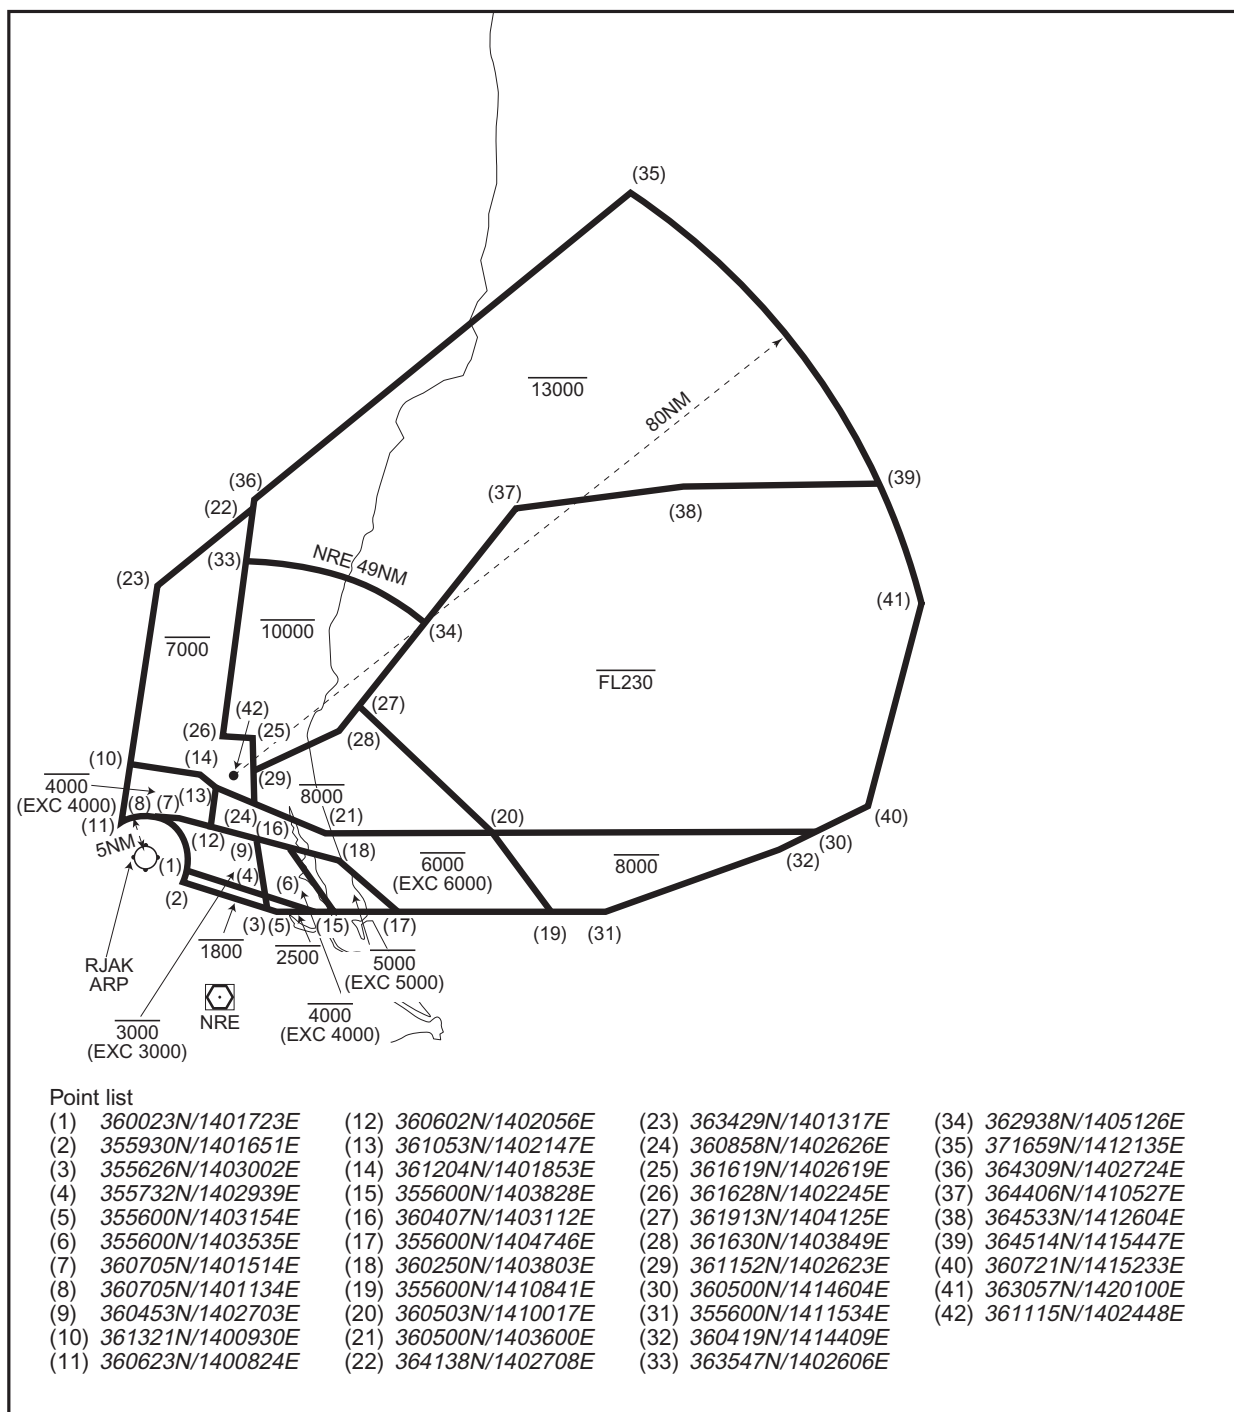 (35)
13000
80NM
(36)
(22)
(37)
(38)
(39)
(33)
NRE 49NM
(23)
(41)
10000
(34)
7000
FL230
(42)
(27)
(26)
(25)
(28)
(10)
(14)
(29)
4000
(EXC 4000)
(8)
(7)
(13)
8000
(11)
(24)
(21)
(20)
(40)
(12)
(16)
(30)
5NM
(9)
(18)
(32)
(1)
(4)
(6)
6000
(EXC 6000)
8000
(2)
(3)
(5)
(15)
(17)
(19)
(31)
1800
2500
5000
(EXC 5000)
RJAK
ARP
NRE
4000
(EXC 4000)
3000
(EXC 3000)
Point list
(1) 360023N/1401723E
(2) 355930N/1401651E
(3) 355626N/1403002E
(4) 355732N/1402939E
(5) 355600N/1403154E
(6) 355600N/1403535E
(7) 360705N/1401514E
(8) 360705N/1401134E
(9) 360453N/1402703E
(10) 361321N/1400930E
(11) 360623N/1400824E
(12) 360602N/1402056E
(13) 361053N/1402147E
(14) 361204N/1401853E
(15) 355600N/1403828E
(16) 360407N/1403112E
(17) 355600N/1404746E
(18) 360250N/1403803E
(19) 355600N/1410841E
(20) 360503N/1410017E
(21) 360500N/1403600E
(22) 364138N/1402708E
(23) 363429N/1401317E
(24) 360858N/1402626E
(25) 361619N/1402619E
(26) 361628N/1402245E
(27) 361913N/1404125E
(28) 361630N/1403849E
(29) 361152N/1402623E
(30) 360500N/1414604E
(31) 355600N/1411534E
(32) 360419N/1414409E
(33) 363547N/1402606E
(34) 362938N/1405126E
(35) 371659N/1412135E
(36) 364309N/1402724E
(37) 364406N/1410527E
(38) 364533N/1412604E
(39) 364514N/1415447E
(40) 360721N/1415233E
(41) 363057N/1420100E
(42) 361115N/1402448E